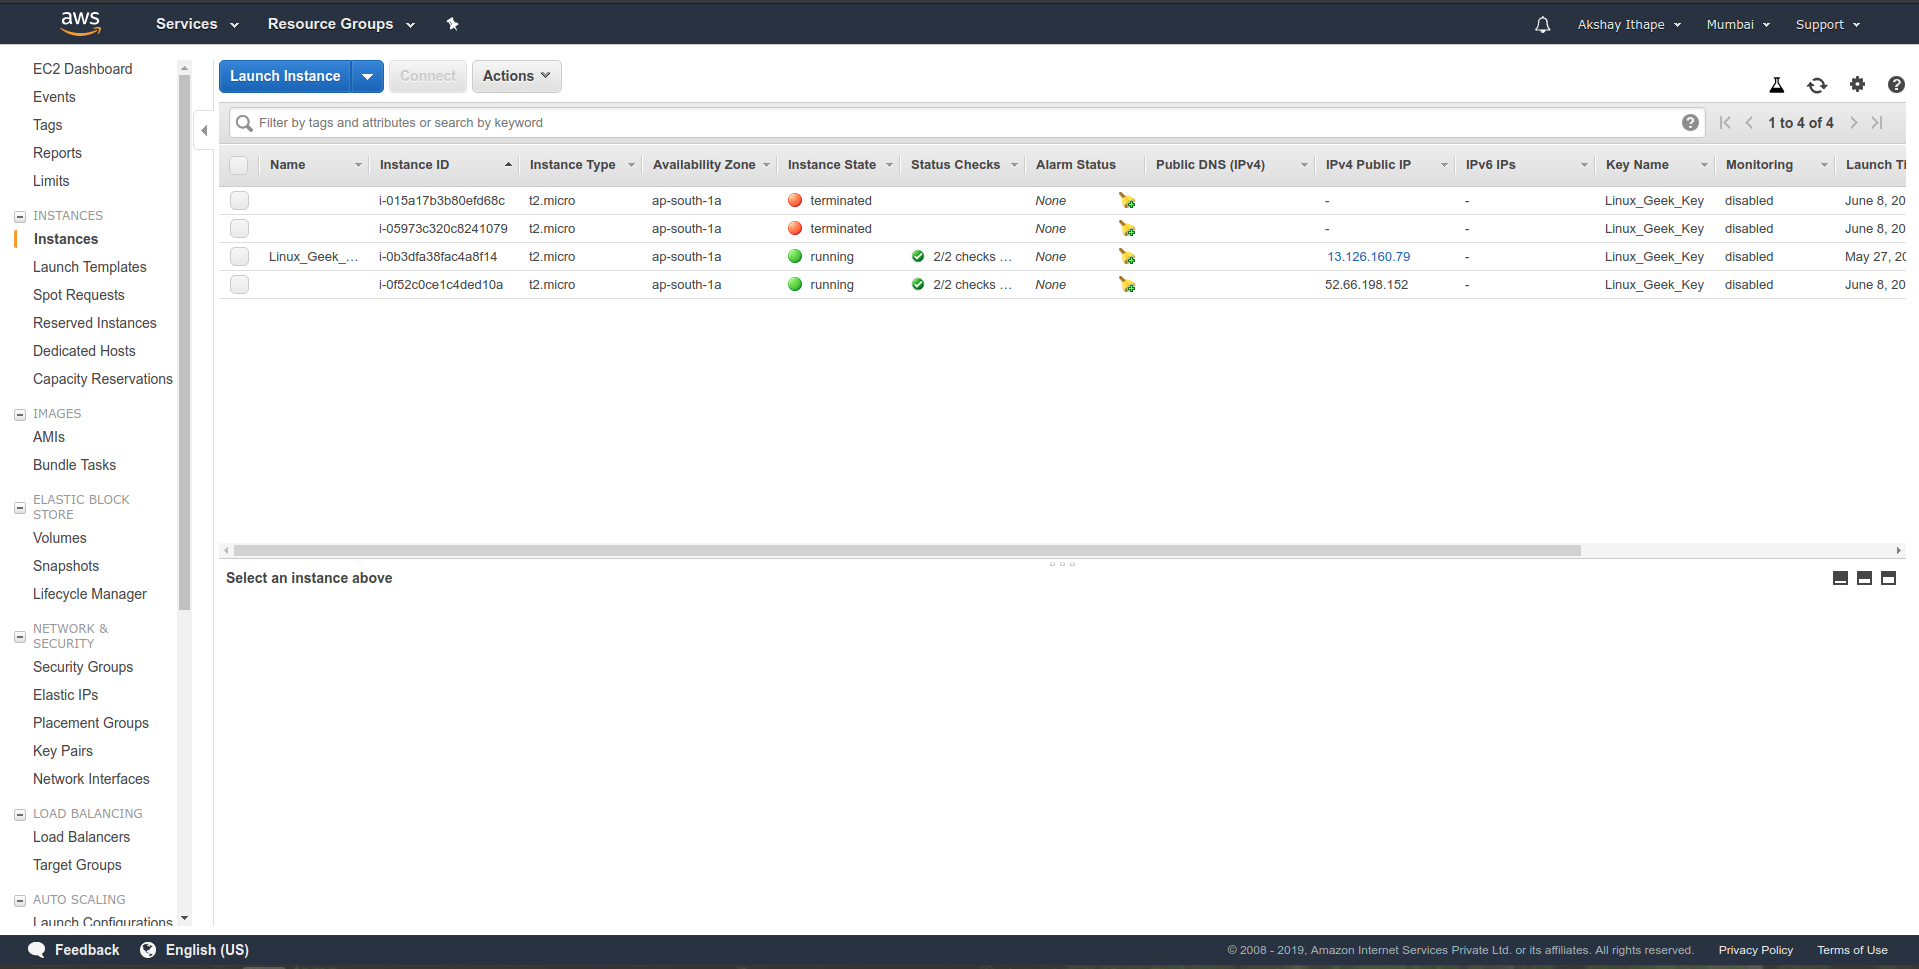 aws Services Resource Groups Akshay Ithape Mumbai Support
EC2 Dashboard
Events
Tags
Reports
Limits
INSTANCES
Instances
Launch Templates
Spot Requests
Reserved Instances
Dedicated Hosts
Capacity Reservations
IMAGES
AMIs
Bundle Tasks
ELASTIC BLOCK
STORE
Volumes
Snapshots
Lifecycle Manager
NETWORK &
SECURITY
Security Groups
Elastic IPs
Placement Groups
Key Pairs
Network Interfaces
LOAD BALANCING
Load Balancers
Target Groups
AUTO SCALING
Launch Configurations
Launch Instance Connect Actions
Filter by tags and attributes or search by keyword 1 to 4 of 4
Name Instance ID Instance Type Availability Zone Instance State Status Checks Alarm Status Public DNS (IPv4) IPv4 Public IP IPv6 IPs Key Name Monitoring Launch Ti
i-015a17b3b80efd68c t2.micro ap-south-1a terminated None - - Linux_Geek_Key disabled June 8, 20
i-05973c320c8241079 t2.micro ap-south-1a terminated None - - Linux_Geek_Key disabled June 8, 20
Linux_Geek_... i-0b3dfa38fac4a8f14 t2.micro ap-south-1a running 2/2 checks ... None 13.126.160.79 - Linux_Geek_Key disabled May 27, 20
i-0f52c0ce1c4ded10a t2.micro ap-south-1a running 2/2 checks ... None 52.66.198.152 - Linux_Geek_Key disabled June 8, 20
Select an instance above
Feedback English (US) © 2008 - 2019, Amazon Internet Services Private Ltd. or its affiliates. All rights reserved. Privacy Policy Terms of Use